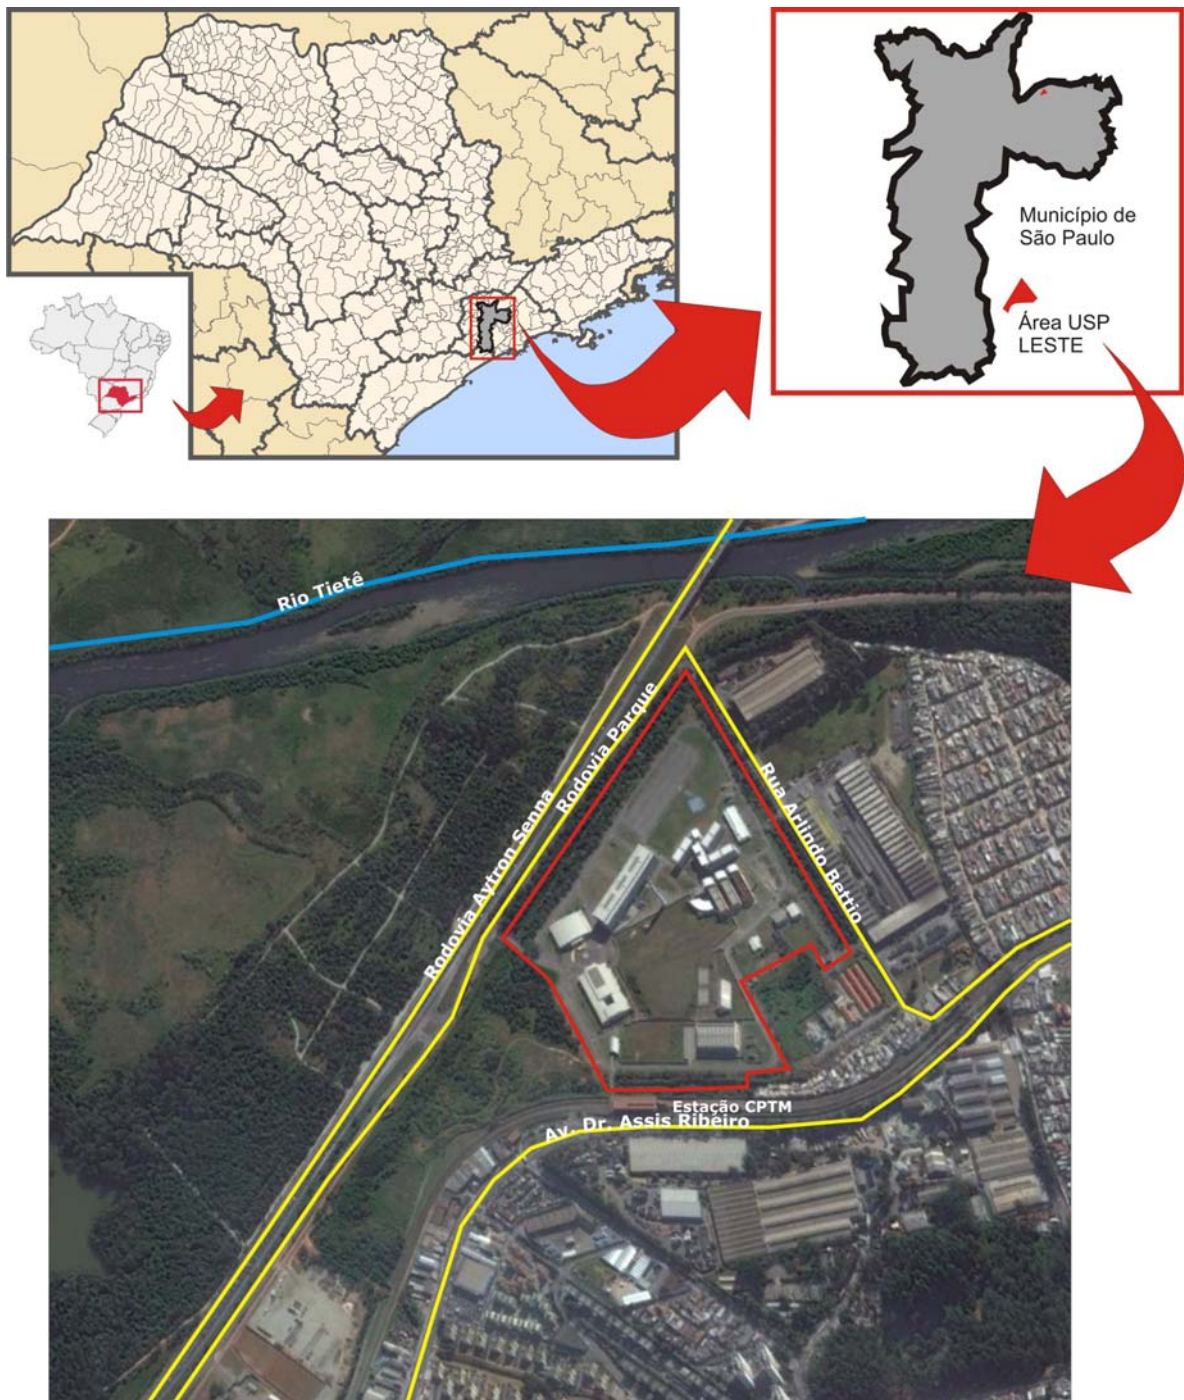 Município de
São Paulo
Área USP
LESTE
Rio Tietê
Rodovia Parque
Rodovia Aytron Senna
Rua Arlindo Bettio
Estação CPTM
Av. Dr. Assis Ribeiro